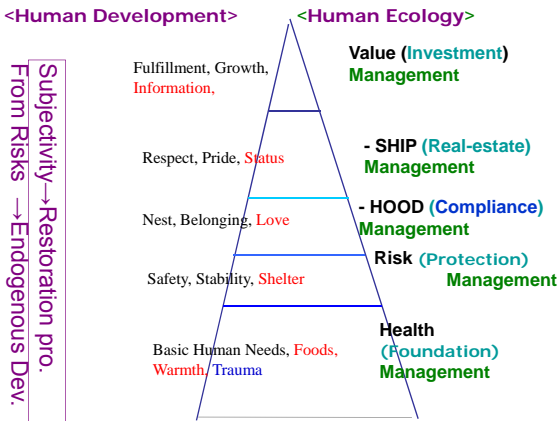 <Human Development>
<Human Ecology>
Subjectivity→Restoration pro.
From Risks →Endogenous Dev.
Fulfillment, Growth,
Information,
Value (Investment)
Management
Respect, Pride, Status
- SHIP (Real-estate)
Management
Nest, Belonging, Love
- HOOD (Compliance)
Management
Safety, Stability, Shelter
Risk (Protection)
Management
Basic Human Needs, Foods,
Warmth, Trauma
Health
(Foundation)
Management